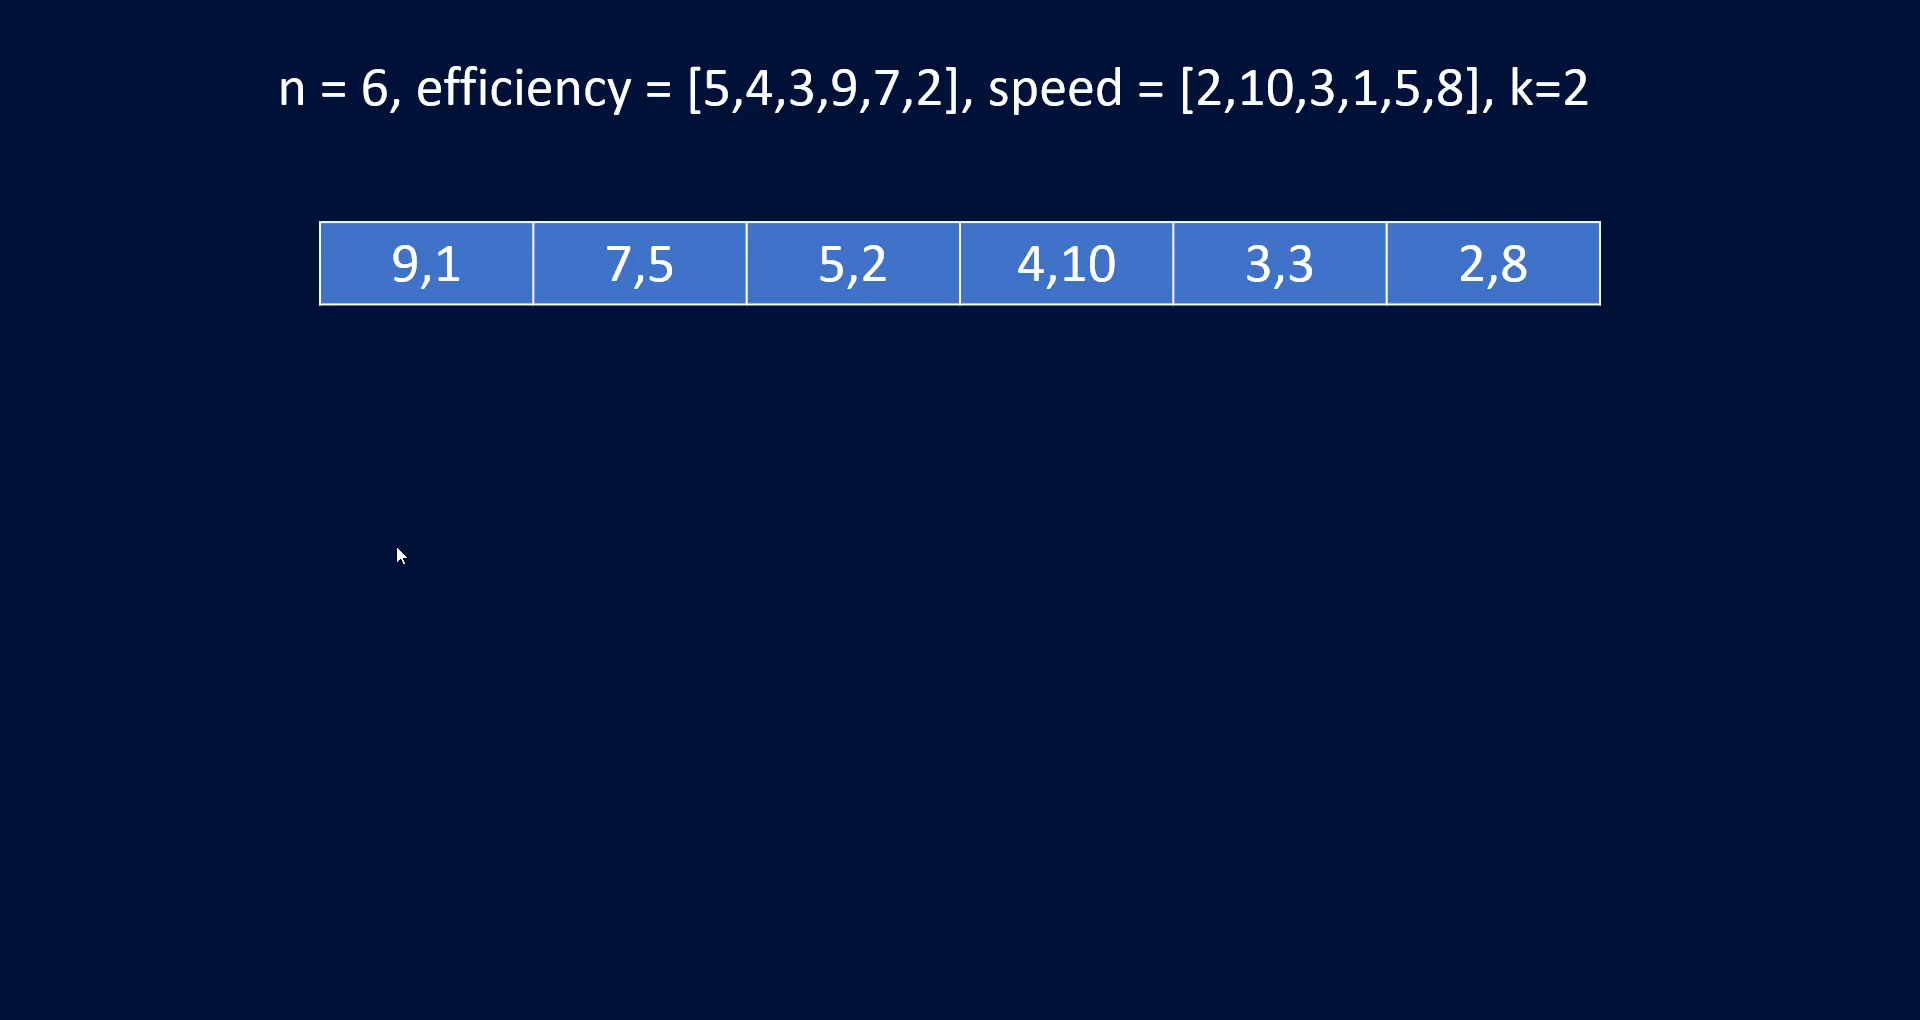 n = 6, efficiency = [5,4,3,9,7,2], speed = [2,10,3,1,5,8], k=2
9,1 7,5 5,2 4,10 3,3 2,8